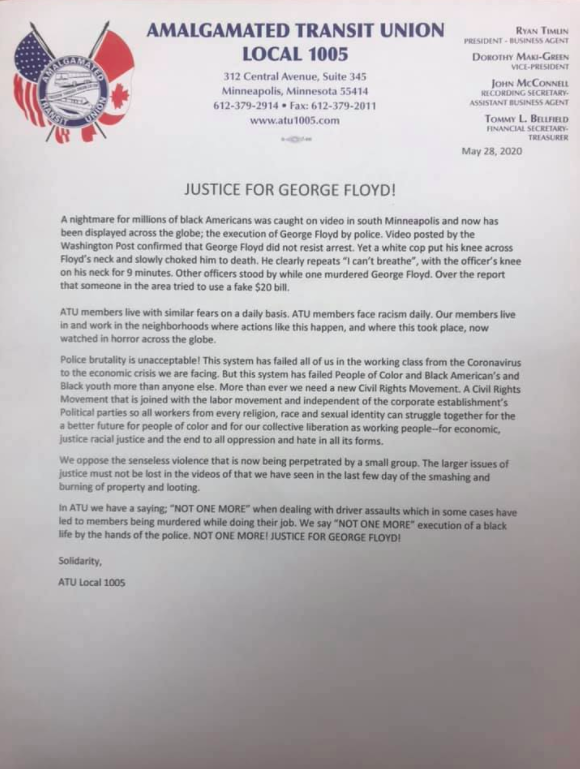 AMALGAMATED TRANSIT UNION
LOCAL 1005
312 Central Avenue, Suite 345
Minneapolis, Minnesota 55414
612-379-2914 • Fax: 612-379-2011
www.atu1005.com
AMALGAMATED
TRANSIT UNION
RYAN TIMLIN
PRESIDENT - BUSINESS AGENT
DOROTHY MAKI-GREEN
VICE-PRESIDENT
JOHN MCCONNELL
RECORDING SECRETARY-
ASSISTANT BUSINESS AGENT
TOMMY L. BELLFIELD
FINANCIAL SECRETARY-
TREASURER
May 28, 2020
JUSTICE FOR GEORGE FLOYD!
A nightmare for millions of black Americans was caught on video in south Minneapolis and now has
been displayed across the globe; the execution of George Floyd by police. Video posted by the
Washington Post confirmed that George Floyd did not resist arrest. Yet a white cop put his knee across
Floyd's neck and slowly choked him to death. He clearly repeats "I can't breathe", with the officer's knee
on his neck for 9 minutes. Other officers stood by while one murdered George Floyd. Over the report
that someone in the area tried to use a fake $20 bill.
ATU members live with similar fears on a daily basis. ATU members face racism daily. Our members live
in and work in the neighborhoods where actions like this happen, and where this took place, now
watched in horror across the globe.
Police brutality is unacceptable! This system has failed all of us in the working class from the Coronavirus
to the economic crisis we are facing. But this system has failed People of Color and Black American's and
Black youth more than anyone else. More than ever we need a new Civil Rights Movement. A Civil Rights
Movement that is joined with the labor movement and independent of the corporate establishment's
Political parties so all workers from every religion, race and sexual identity can struggle together for the
a better future for people of color and for our collective liberation as working people--for economic,
justice racial justice and the end to all oppression and hate in all its forms.
We oppose the senseless violence that is now being perpetrated by a small group. The larger issues of
justice must not be lost in the videos of that we have seen in the last few day of the smashing and
burning of property and looting.
In ATU we have a saying; "NOT ONE MORE" when dealing with driver assaults which in some cases have
led to members being murdered while doing their job. We say "NOT ONE MORE" execution of a black
life by the hands of the police. NOT ONE MORE! JUSTICE FOR GEORGE FLOYD!
Solidarity,
ATU Local 1005